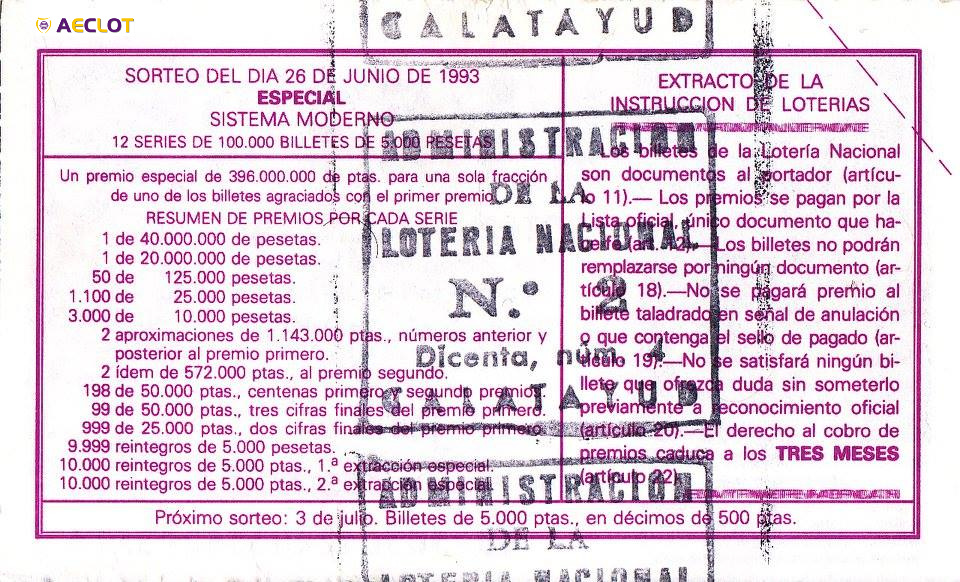 AECLOT
CALATAYUD
SORTEO DEL DIA 26 DE JUNIO DE 1993
ESPECIAL
SISTEMA MODERNO
12 SERIES DE 100.000 BILLETES DE 5.000 PESETAS
Un premio especial de 396.000.000 de ptas. para una sola fracción
de uno de los billetes agraciados con el primer premio
RESUMEN DE PREMIOS POR CADA SERIE
1 de 40.000.000 de pesetas.
1 de 20.000.000 de pesetas.
50 de 125.000 pesetas.
1.100 de 25.000 pesetas.
3.000 de 10.000 pesetas.
2 aproximaciones de 1.143.000 ptas., números anterior y
posterior al premio primero.
2 ídem de 572.000 ptas., al premio segundo.
198 de 50.000 ptas., centenas primero y segundo premios.
99 de 50.000 ptas., tres cifras finales del premio primero.
999 de 25.000 ptas., dos cifras finales del premio primero.
9.999 reintegros de 5.000 pesetas.
10.000 reintegros de 5.000 ptas., 1.ª extracción especial.
10.000 reintegros de 5.000 ptas., 2.ª extracción especial.
EXTRACTO DE LA
INSTRUCCION DE LOTERIAS
Los billetes de la Lotería Nacional
son documentos al portador (artícu-
lo 11).— Los premios se pagan por la
Lista oficial, único documento que ha-
ce fe (art. 12).—Los billetes no podrán
remplazarse por ningún documento (ar-
tículo 18).—No se pagará premio al
billete taladrado en señal de anulación
o que contenga el sello de pagado (ar-
tículo 19).—No se satisfará ningún bi-
llete que ofrezca duda sin someterlo
previamente a reconocimiento oficial
(artículo 20).—El derecho al cobro de
premios caduca a los TRES MESES
(artículo 22).
ADMINISTRACION
DE LA
LOTERIA NACIONAL
N.º 2
Dicenta, núm. 4
CALATAYUD
Próximo sorteo: 3 de julio. Billetes de 5.000 ptas., en décimos de 500 ptas.
ADMINISTRACION
DE LA
LOTERIA NACIONAL